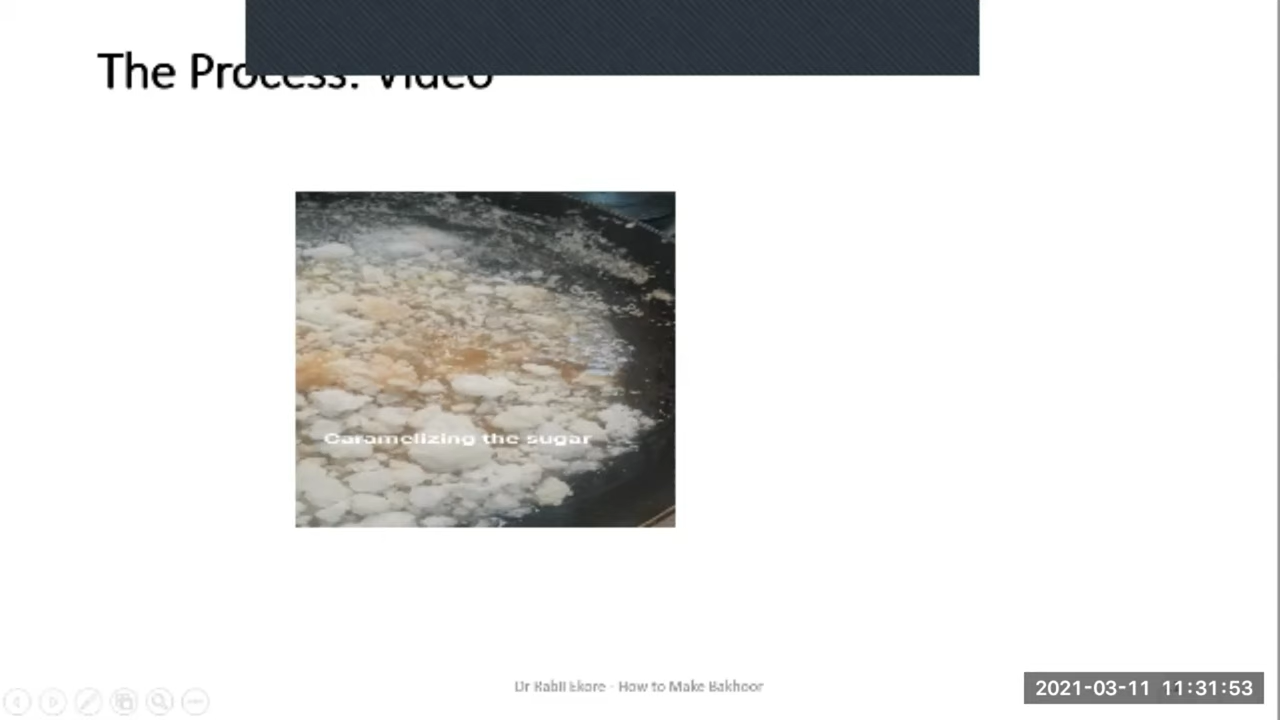 The Process: Video
Caramelizing the sugar
Dr Rabil Ekore - How to Make Bakhoor
2021-03-11 11:31:53